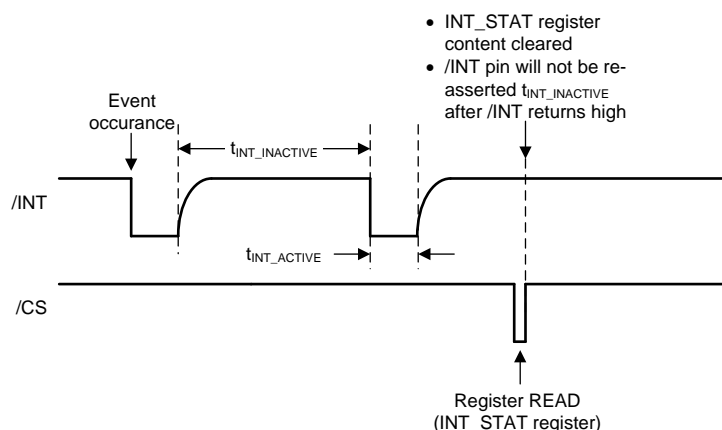 • INT_STAT register
content cleared
• /INT pin will not be re-
asserted tINT_INACTIVE
after /INT returns high
Event
occurance
tINT_INACTIVE
/INT
tINT_ACTIVE
/CS
Register READ
(INT_STAT register)